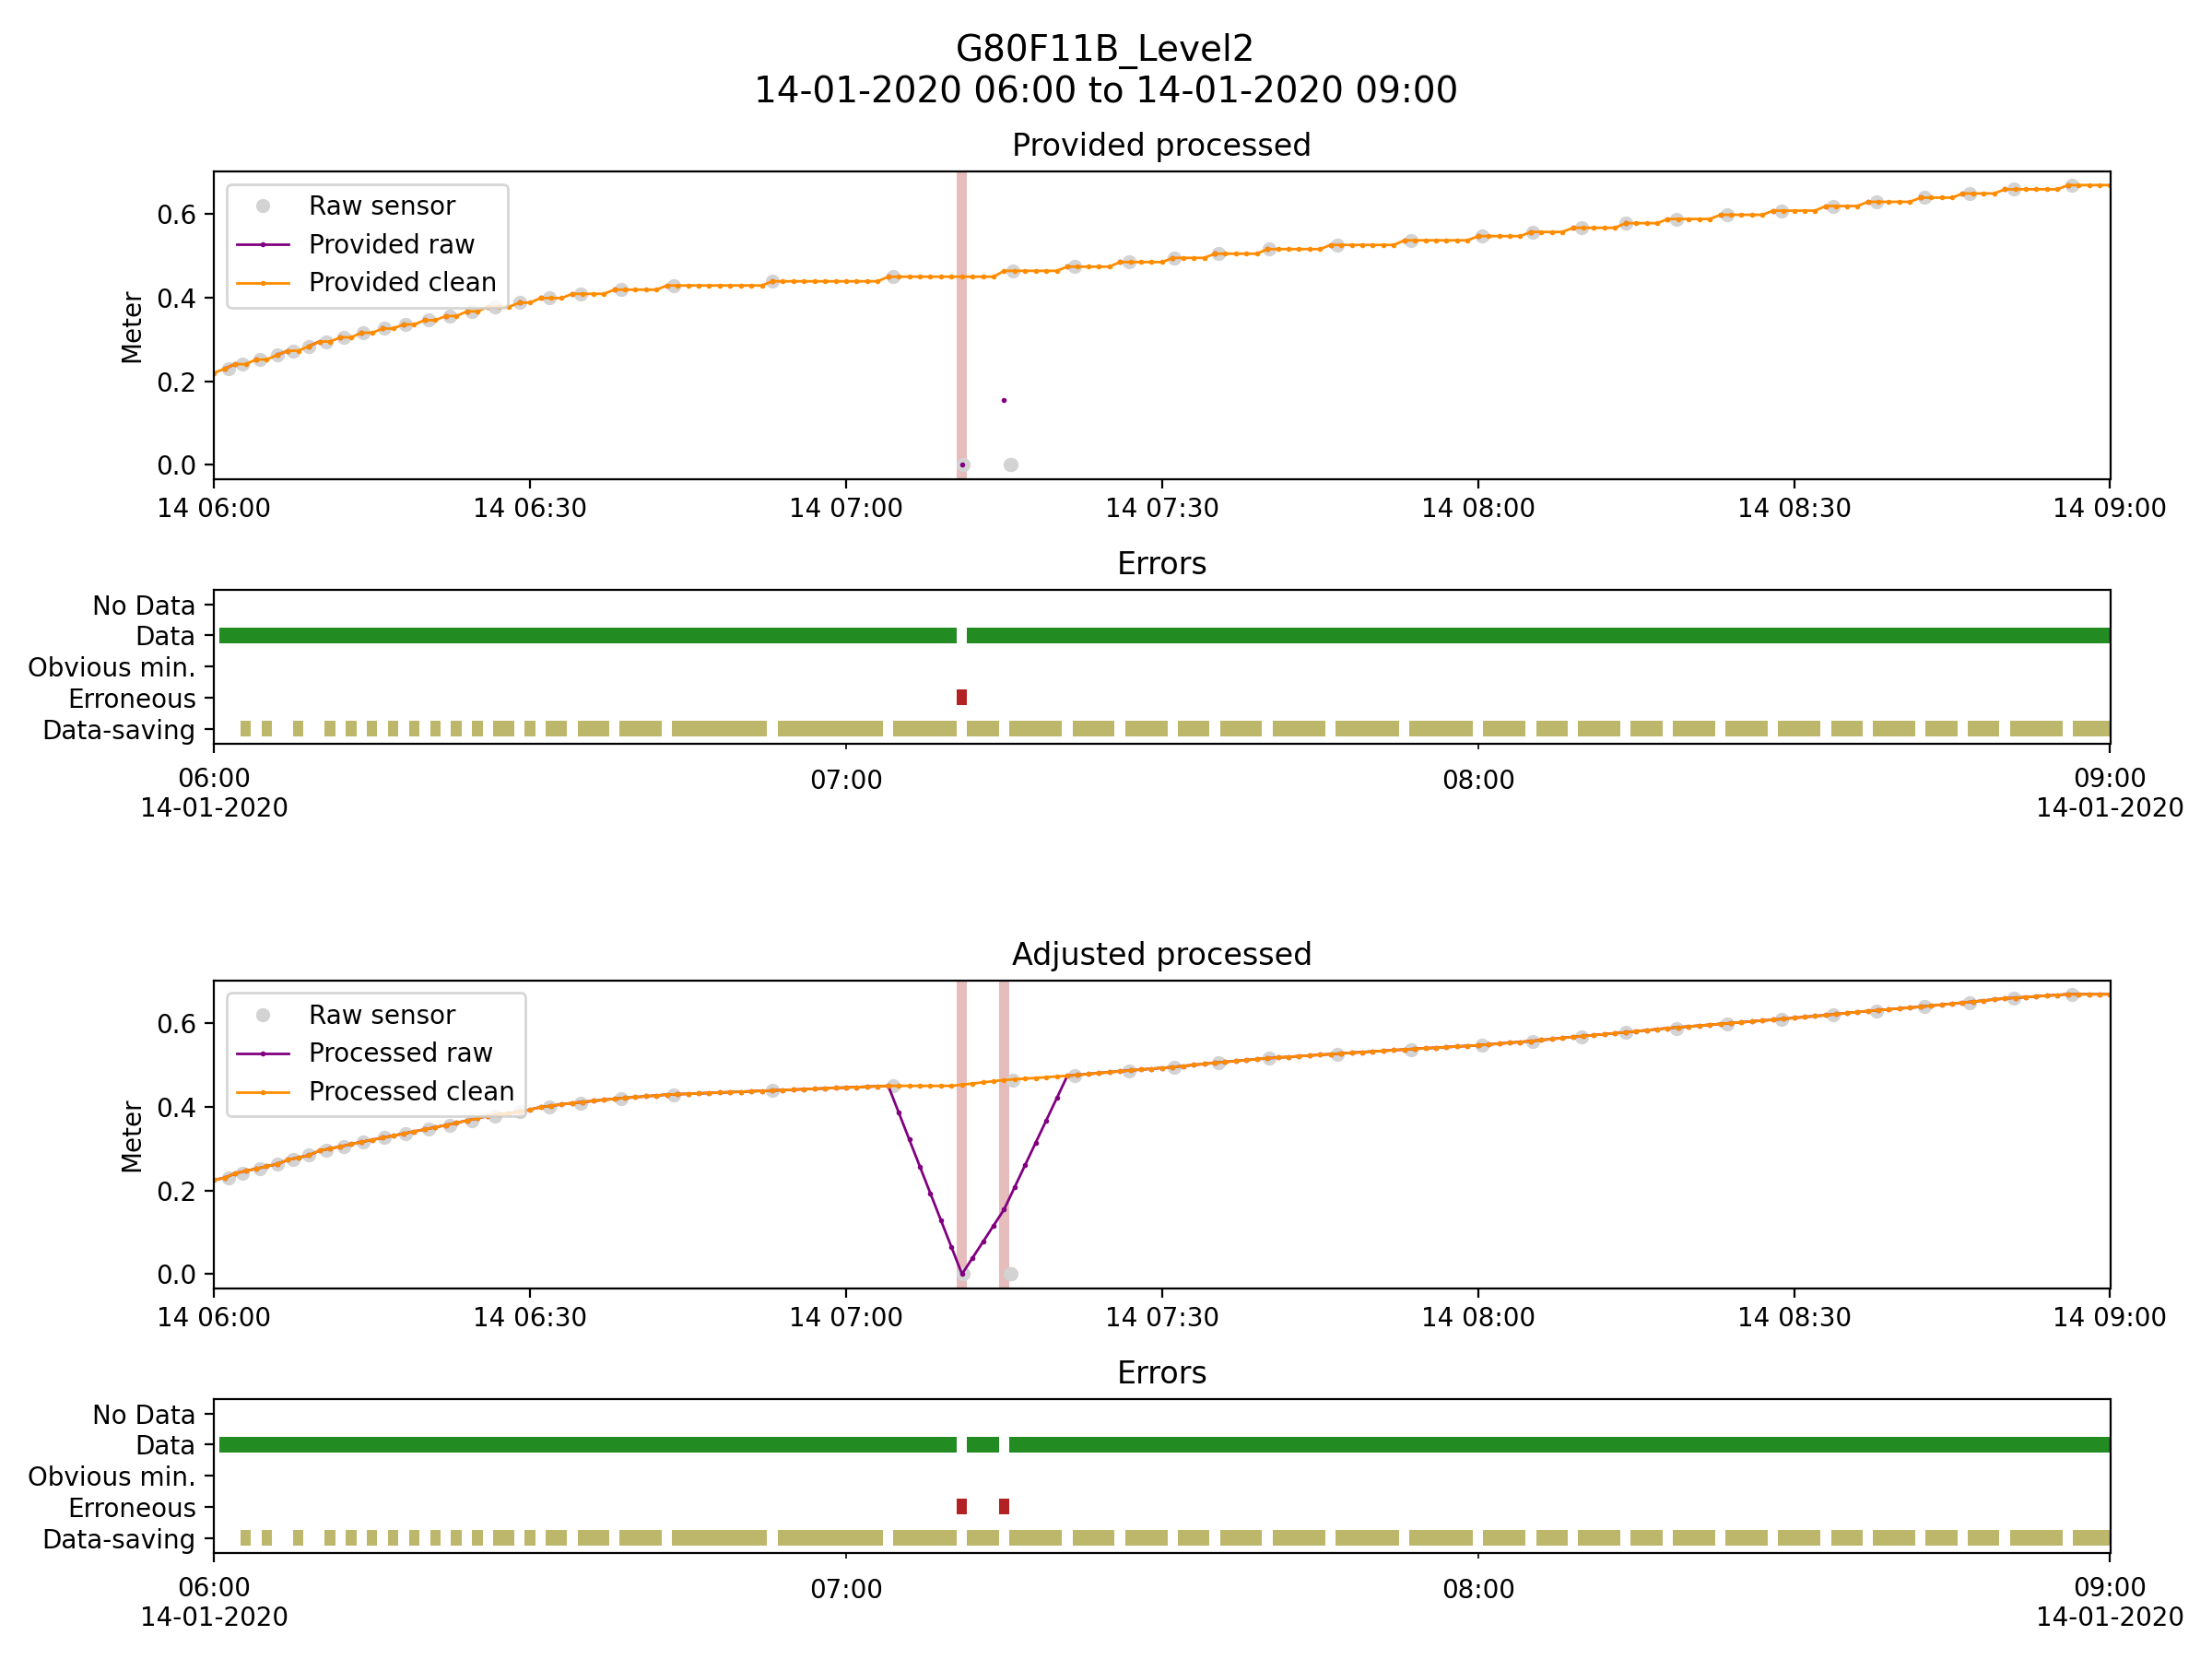 G80F11B_Level2
14-01-2020 06:00 to 14-01-2020 09:00
Provided processed
Raw sensor
Provided raw
Provided clean
Meter
0.6
0.4
0.2
0.0
14 06:00 14 06:30 14 07:00 14 07:30 14 08:00 14 08:30 14 09:00
Errors
No Data
Data
Obvious min.
Erroneous
Data-saving
06:00 07:00 08:00 09:00
14-01-2020 14-01-2020
Adjusted processed
Raw sensor
Processed raw
Processed clean
Meter
0.6
0.4
0.2
0.0
14 06:00 14 06:30 14 07:00 14 07:30 14 08:00 14 08:30 14 09:00
Errors
No Data
Data
Obvious min.
Erroneous
Data-saving
06:00 07:00 08:00 09:00
14-01-2020 14-01-2020